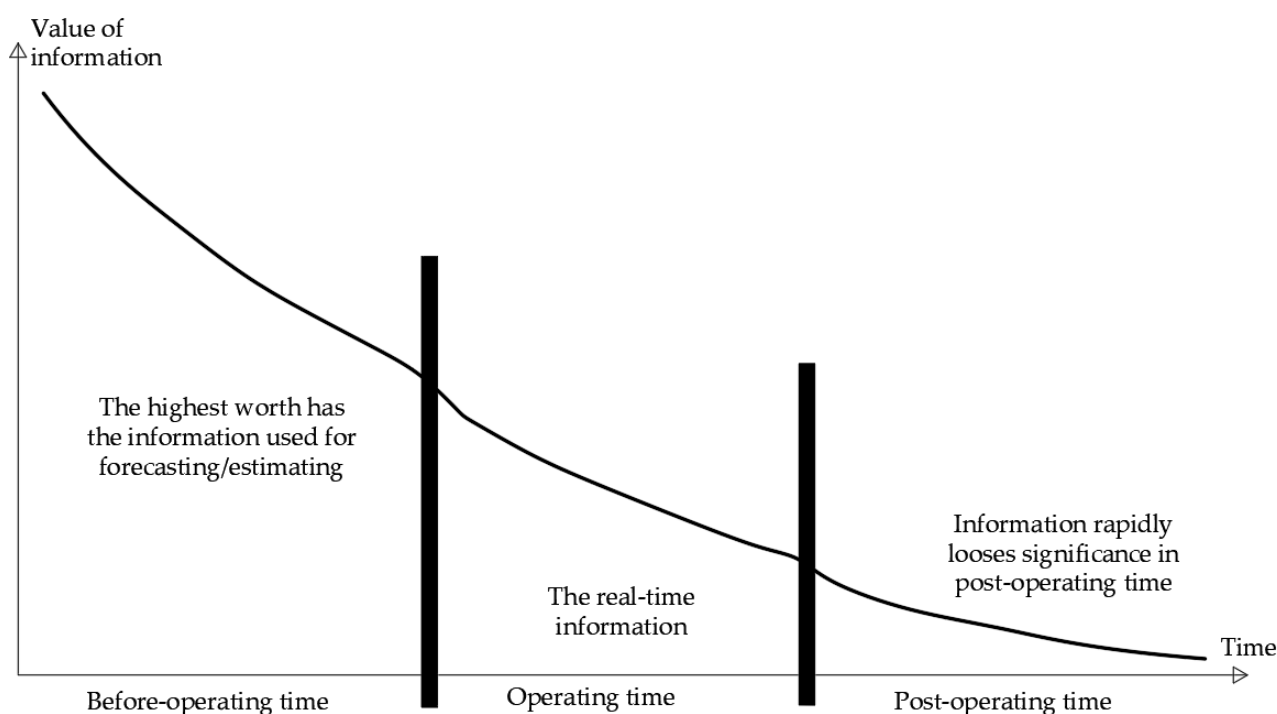 Value of
information
The highest worth has
the information used for
forecasting/estimating
The real-time
information
Information rapidly
looses significance in
post-operating time
Time
Before-operating time
Operating time
Post-operating time